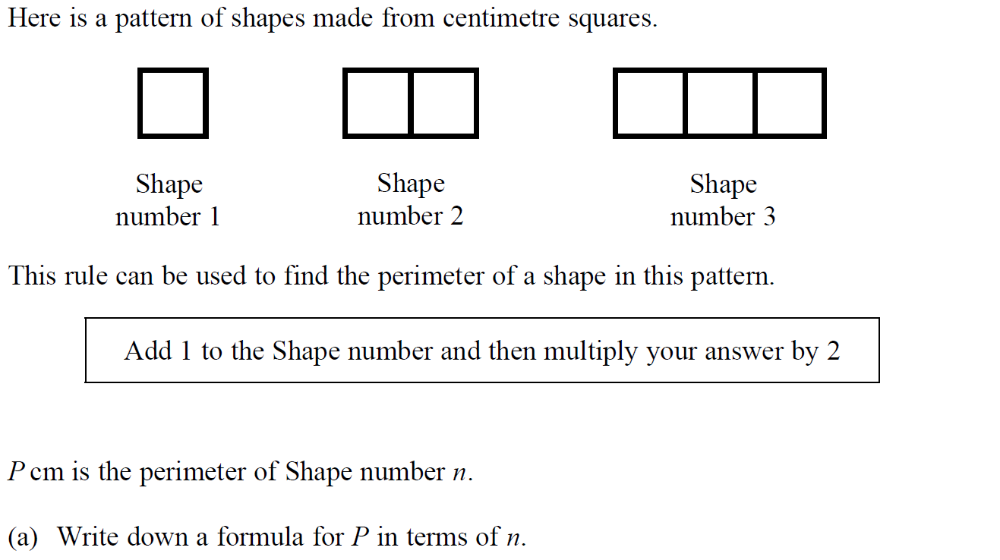 Here is a pattern of shapes made from centimetre squares.
Shape number 1
Shape number 2
Shape number 3
This rule can be used to find the perimeter of a shape in this pattern.
Add 1 to the Shape number and then multiply your answer by 2
P cm is the perimeter of Shape number n.
(a) Write down a formula for P in terms of n.